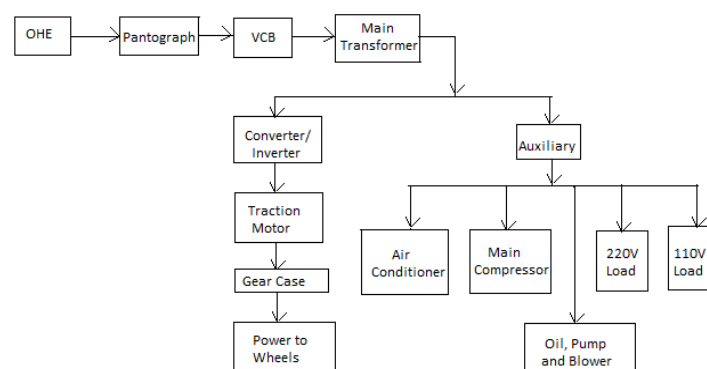 OHE
Pantograph
VCB
Main
Transformer
Converter/
Inverter
Auxiliary
Traction
Motor
Air
Conditioner
Main
Compressor
220V
Load
110V
Load
Gear Case
Power to
Wheels
Oil, Pump
and Blower